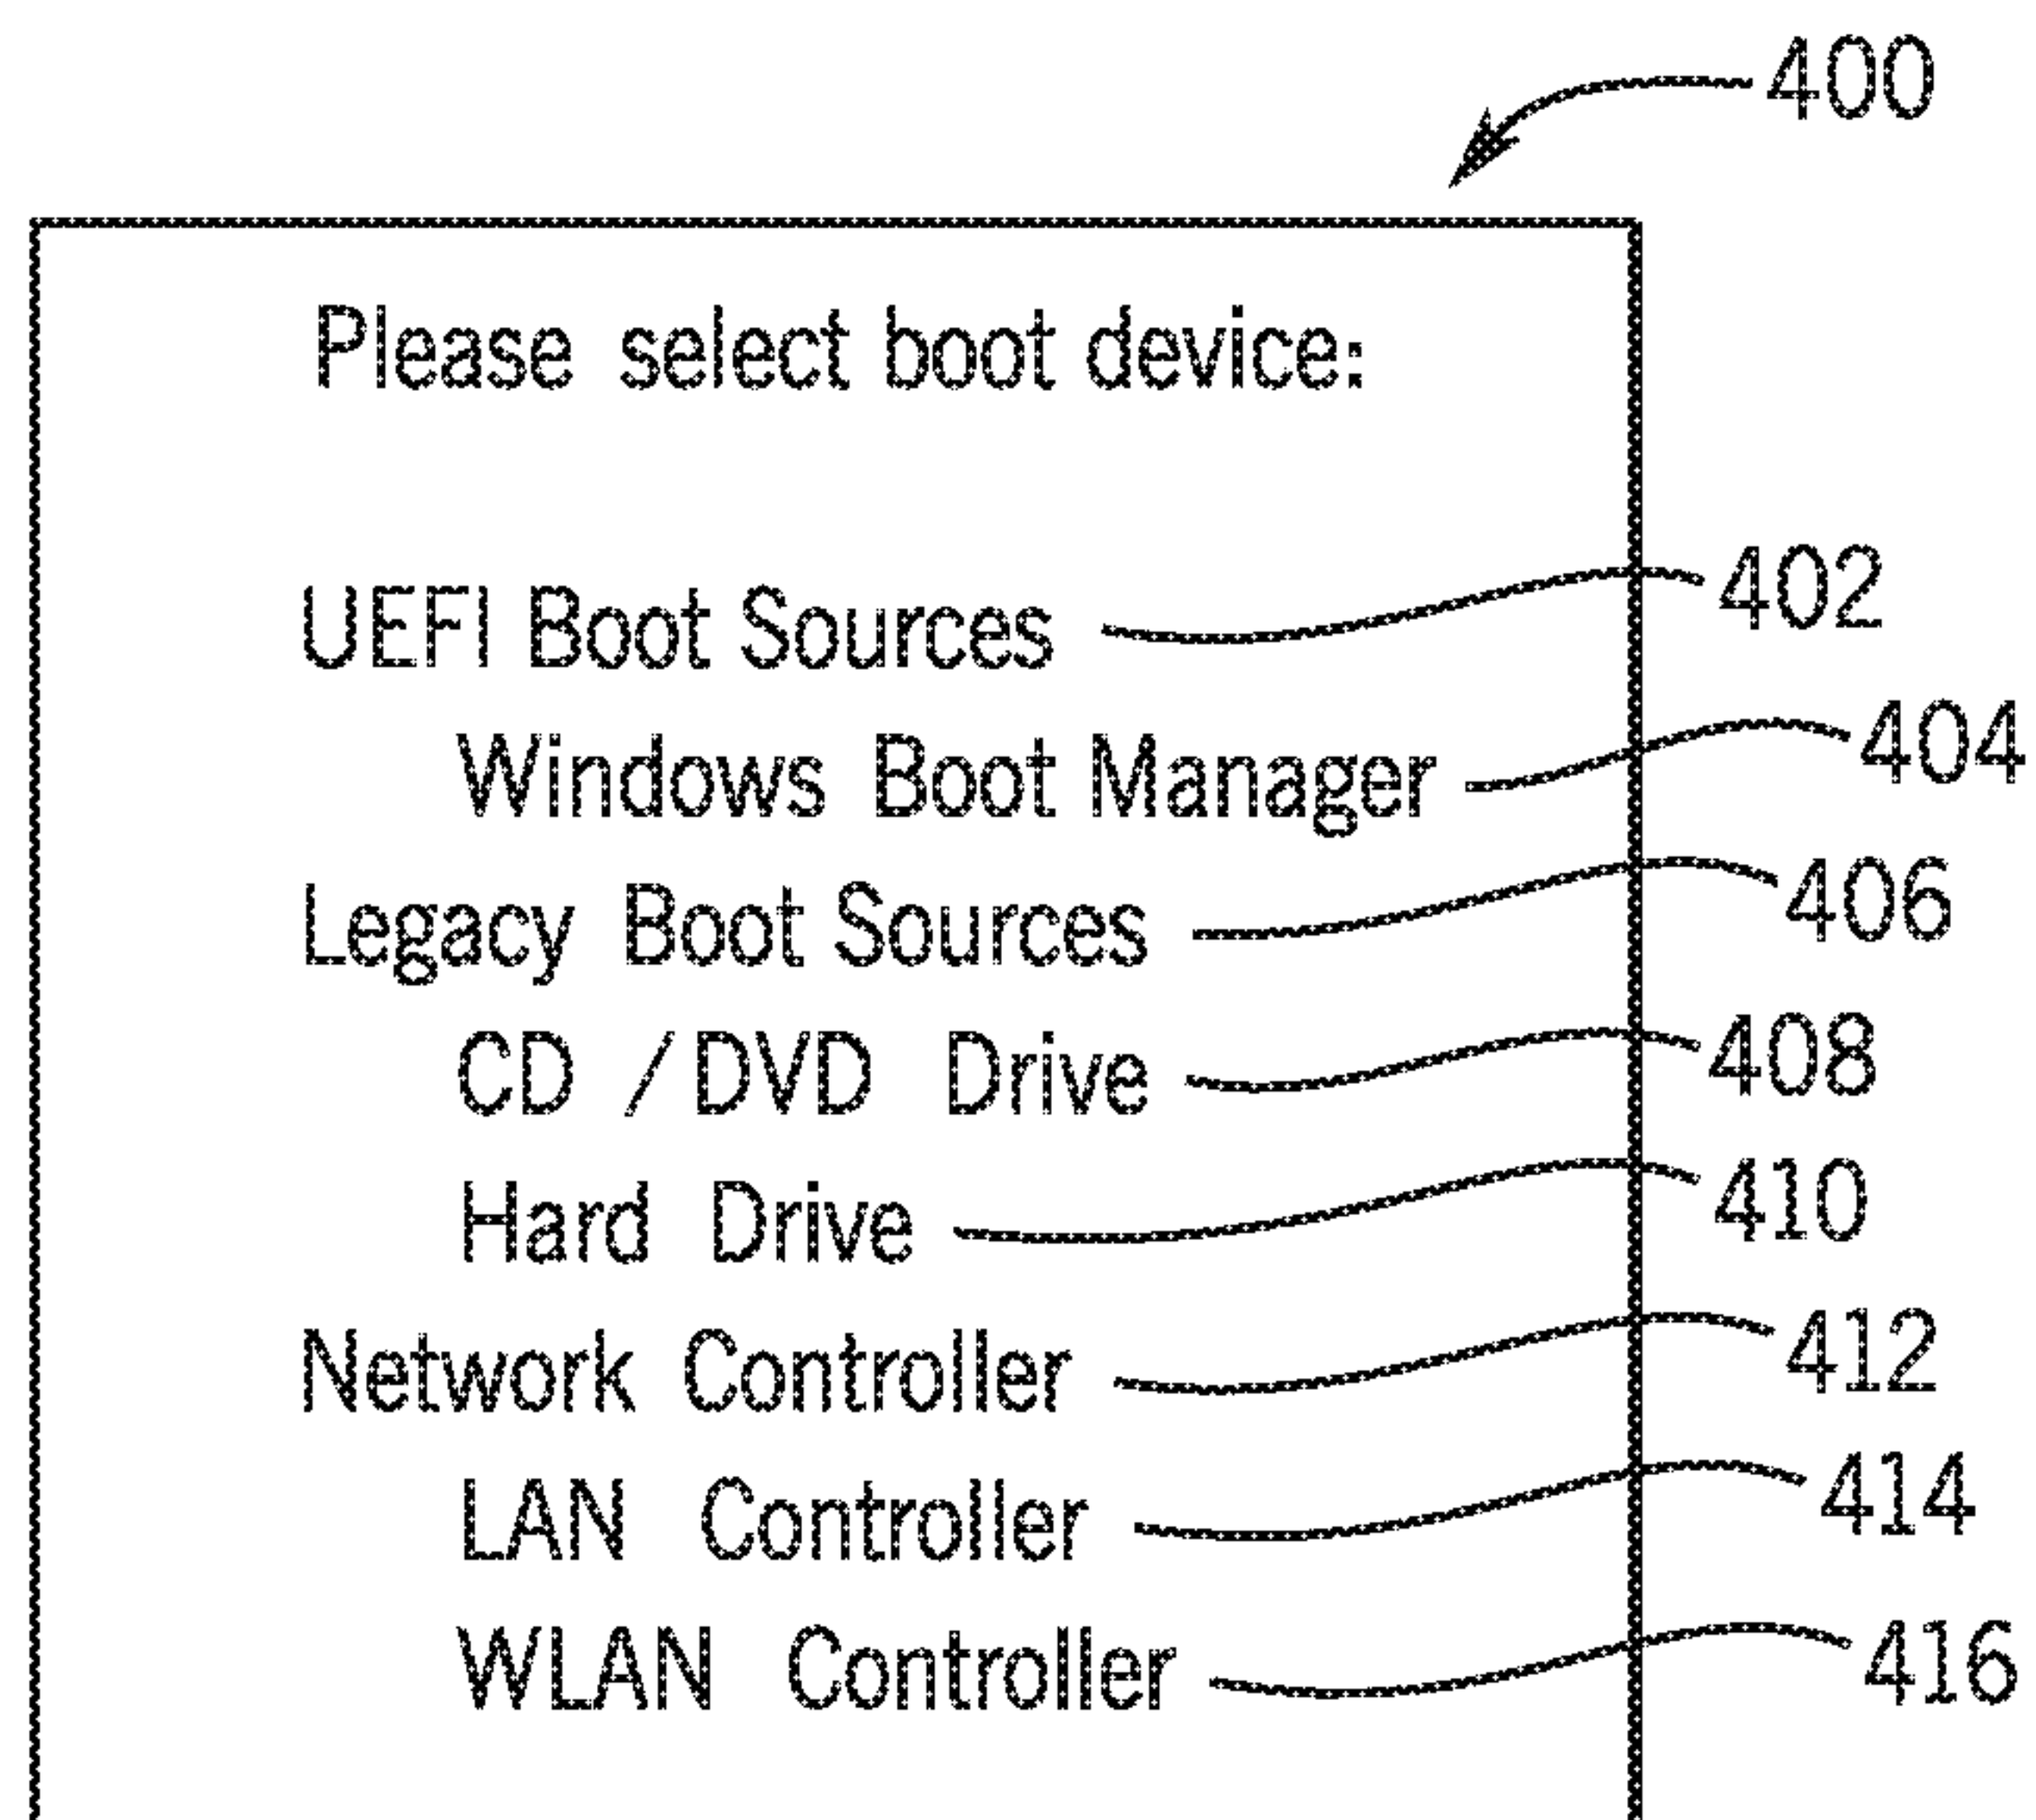 400
Please select boot device:
UEFI Boot Sources 402
Windows Boot Manager 404
Legacy Boot Sources 406
CD / DVD Drive 408
Hard Drive 410
Network Controller 412
LAN Controller 414
WLAN Controller 416